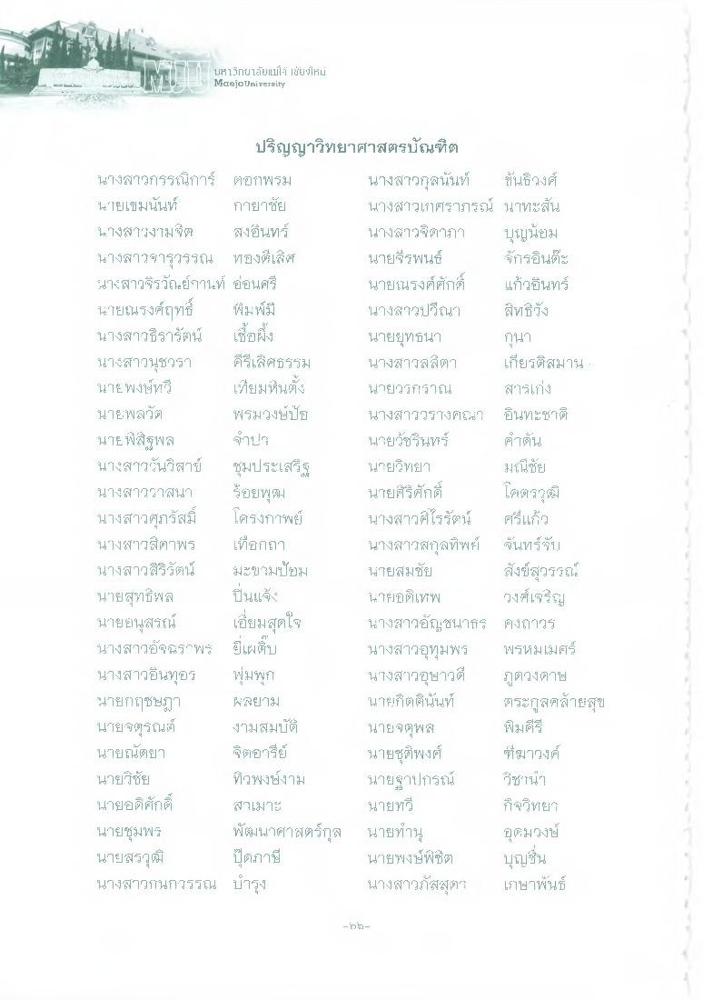 MJU
มหาวิทยาลัยแม่โจ้ เชียงใหม่
Maejo University
ปริญญาวิทยาศาสตรบัณฑิต
นางสาวกรรณิการ์ ดอกพรม นางสาวกุลนันท์ ขันธิวงศ์
นายเขมนันท์ กายาชัย นางสาวเกศราภรณ์ นาทะสัน
นางสาวงามจิต สงอินทร์ นางสาวจิดาภา บุญน้อม
นางสาวจารุวรรณ ทองดีเลิศ นายจีรพนธ์ จักรอินต๊ะ
นางสาวจิรวัณย์กานท์ อ่อนศรี นายณรงค์ศักดิ์ แก้วอินทร์
นายณรงค์ฤทธิ์ พิมพ์มี นางสาวปวีณา สิทธิวัง
นางสาวธิรารัตน์ เชื้อผึ้ง นายยุทธนา กุนา
นางสาวนุชวรา คีรีเลิศธรรม นางสาวลลิตา เกียรติสมาน
นายพงษ์ทวี เทียมหินตั้ง นายวรกราณ สารเก่ง
นายพลวัต พรมวงษ์ปัอ นางสาววรางคณา อินทะชาติ
นายพิสิฐพล จำปา นายวัชรินทร์ คำดัน
นางสาววันวิสาข์ ชุมประเสริฐ นายวิทยา มณีชัย
นางสาววาสนา ร้อยพุฒ นายศิริศักดิ์ โคตรวุฒิ
นางสาวศุภรัสมิ์ โครงกาพย์ นางสาวศิไรรัตน์ ศรีแก้ว
นางสาวสิตาพร เทือกถา นางสาวสกุลทิพย์ จันทร์จับ
นางสาวสิริรัตน์ มะขามป้อม นายสมชัย สังข์สุวรรณ์
นายสุทธิพล ปิ่นแจ้ง นายอดิเทพ วงศ์เจริญ
นายอนุสรณ์ เอี่ยมสุดใจ นางสาวอัญชนาธร คงถาวร
นางสาวอัจฉราพร ยี่เผติ๊บ นางสาวอุทุมพร พรหมเมศร์
นางสาวอินทุอร พุ่มพุก นางสาวอุษาวดี ภูดวงดาษ
นายกฤชษฎา ผลยาม นายกิตตินันท์ ตระกูลคล้ายสุข
นายจตุรณต์ งามสมบัติ นายจตุพล พิมคีรี
นายณัตยา จิตอารีย์ นายชุติพงศ์ ฑีฆาวงค์
นายวิชัย ทิวพงษ์งาม นายฐาปกรณ์ วิชานำ
นายอดิศักดิ์ สาเมาะ นายทวี กิจวิทยา
นายชุมพร พัฒนาศาสตร์กุล นายทำนุ อุดมวงษ์
นายสรวุฒิ ปุ๊ดภาษี นายพงษ์พิชิต บุญชื่น
นางสาวกนกวรรณ บำรุง นางสาวภัสสุดา เกษาพันธ์
-๖๖-